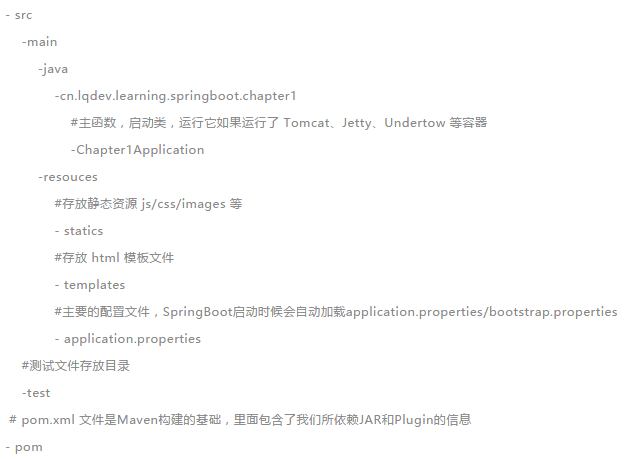 - src
-main
-java
-cn.lqdev.learning.springboot.chapter1
#主函数，启动类，运行它如果运行了 Tomcat、Jetty、Undertow 等容器
-Chapter1Application
-resouces
#存放静态资源 js/css/images 等
- statics
#存放 html 模板文件
- templates
#主要的配置文件，SpringBoot启动时候会自动加载application.properties/bootstrap.properties
- application.properties
#测试文件存放目录
-test
# pom.xml 文件是Maven构建的基础，里面包含了我们所依赖JAR和Plugin的信息
- pom